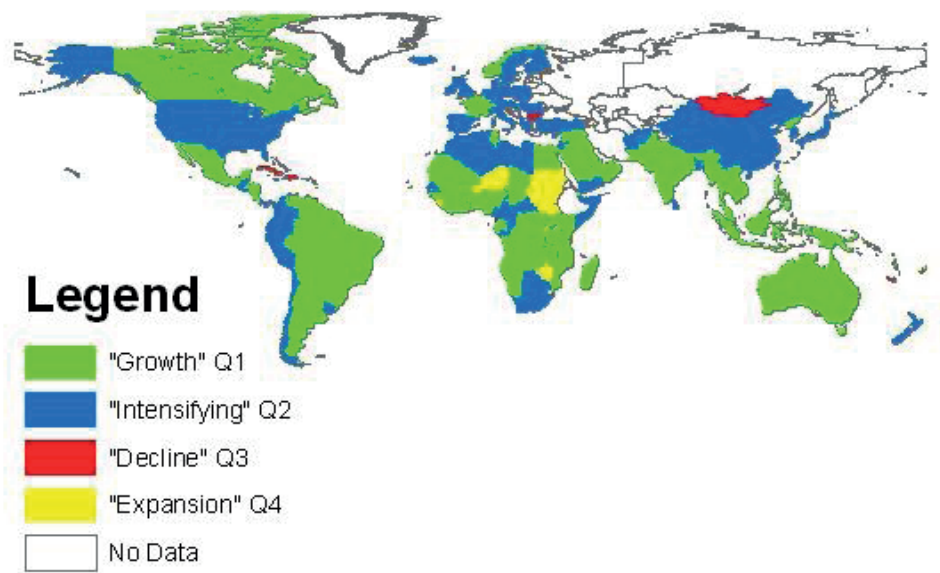 Legend
"Growth" Q1
"Intensifying" Q2
"Decline" Q3
"Expansion" Q4
No Data